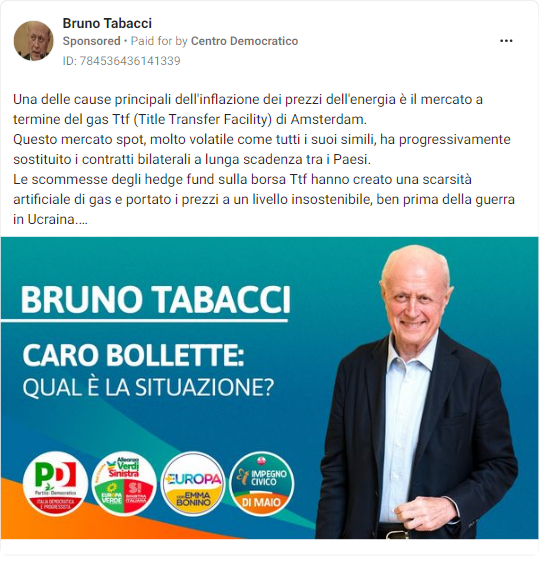 Bruno Tabacci
Sponsored • Paid for by Centro Democratico
ID: 784536436141339
Una delle cause principali dell'inflazione dei prezzi dell'energia è il mercato a
termine del gas Ttf (Title Transfer Facility) di Amsterdam.
Questo mercato spot, molto volatile come tutti i suoi simili, ha progressivamente
sostituito i contratti bilaterali a lunga scadenza tra i Paesi.
Le scommesse degli hedge fund sulla borsa Ttf hanno creato una scarsità
artificiale di gas e portato i prezzi a un livello insostenibile, ben prima della guerra
in Ucraina....
BRUNO TABACCI
CARO BOLLETTE:
QUAL È LA SITUAZIONE?
PD
Partito Democratico
ITALIA DEMOCRATICA
E PROGRESSISTA
Alleanza
Verdi
Sinistra
EUROPA
VERDE
SI
SINISTRA
ITALIANA
+EUROPA
CON EMMA
BONINO
IMPEGNO
CIVICO
DI MAIO